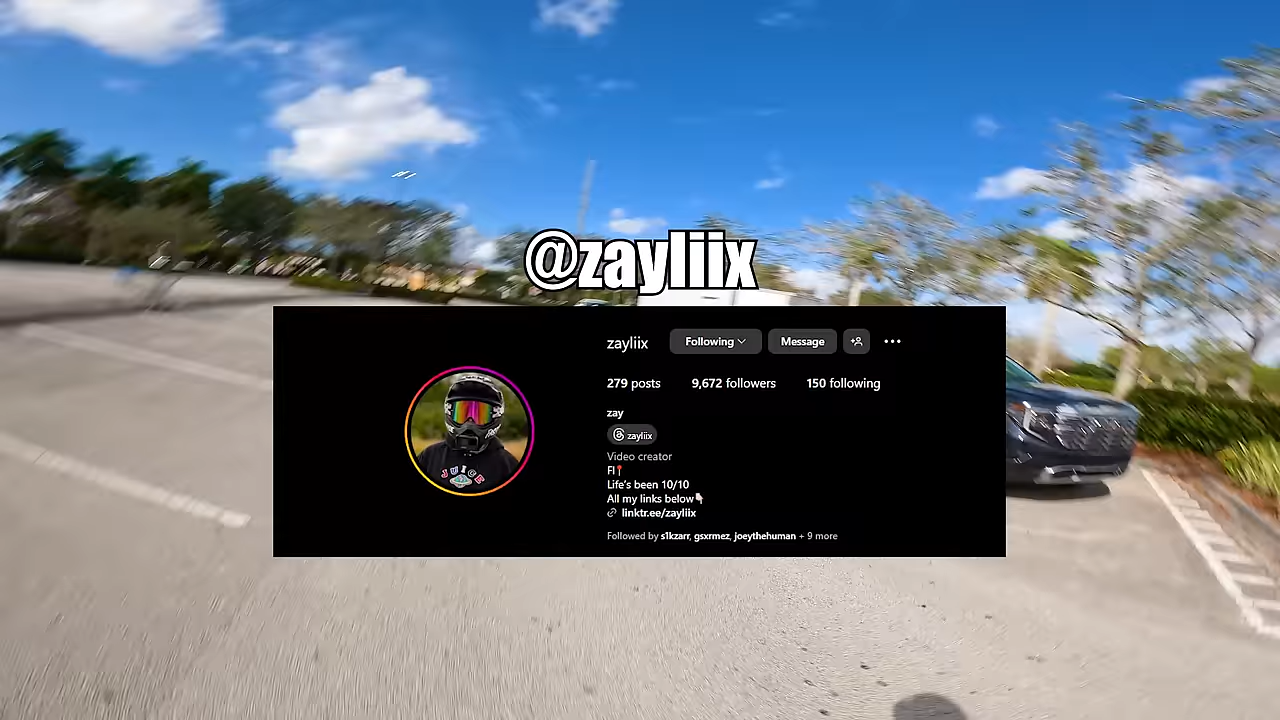 @zayliix
zayliix Following Message
279 posts 9,672 followers 150 following
zay
zayliix
Video creator
Fl📍
Life's been 10/10
All my links below👇🏻
linktr.ee/zayliix
Followed by s1kzarr, gsxrmez, joeythehuman + 9 more
JUICE